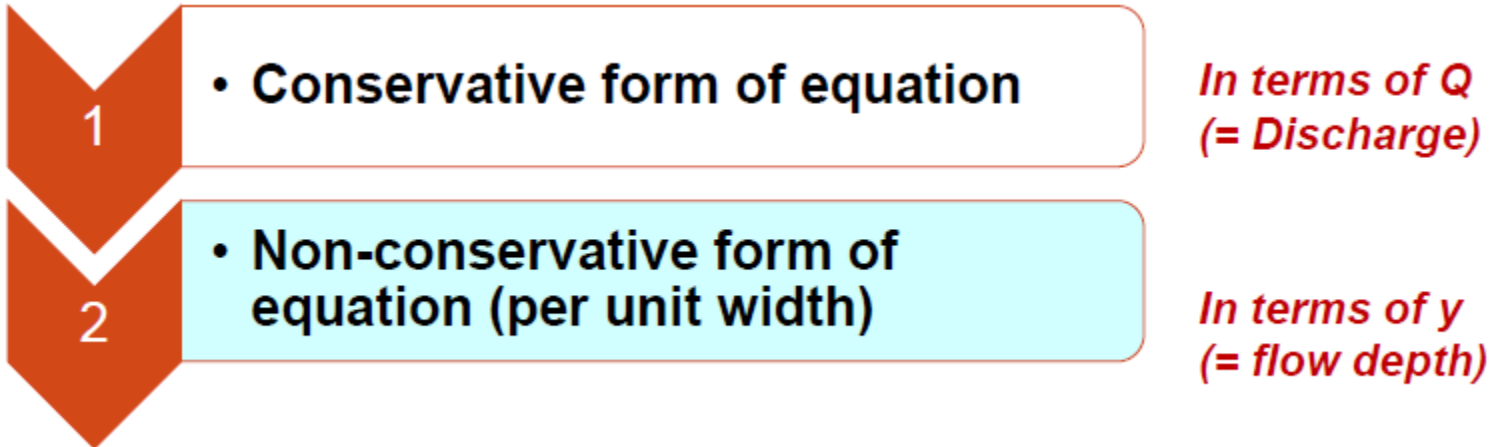 1
• Conservative form of equation
In terms of Q
(= Discharge)
2
• Non-conservative form of
equation (per unit width)
In terms of y
(= flow depth)